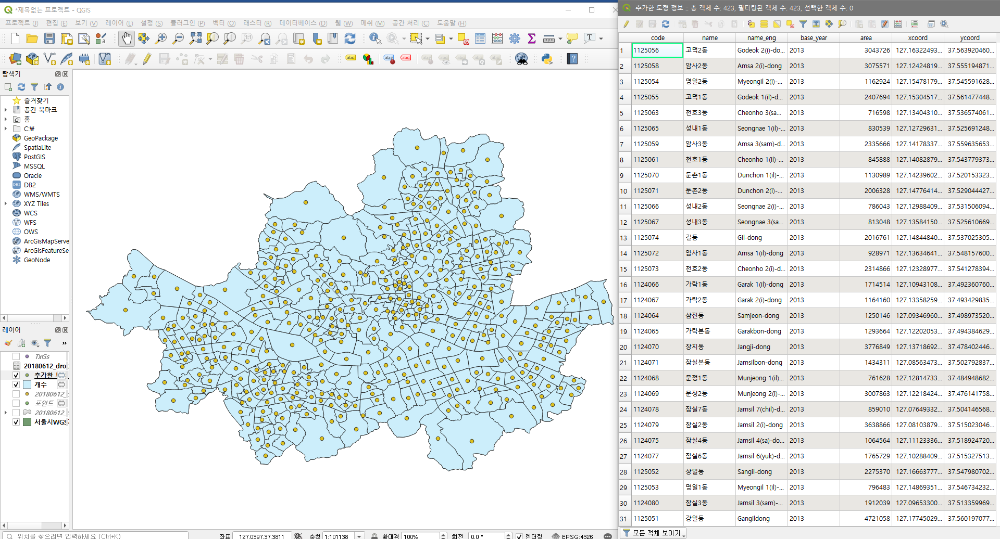 *제목없는 프로젝트 - QGIS
프로젝트 (J) 편집 (E) 보기 (V) 레이어 (L) 설정 (S) 플러그인 (P) 벡터 (O) 래스터 (R) 데이터베이스 (D) 웹 (W) 메쉬 (M) 공간 처리 (C) 도움말 (H)
탐색기
즐겨찾기
공간 북마크
홈
C:\
GeoPackage
SpatiaLite
PostGIS
MSSQL
Oracle
DB2
WMS/WMTS
XYZ Tiles
WCS
WFS
OWS
ArcGisMapServe
ArcGisFeatureSe
GeoNode
레이어
TxGs
20180612_dro
추가한
개수
20180612_
포인트
20180612_
서울시WGS
위치를 찾으려면 입력하세요 (Ctrl+K)
좌표 127.0397,37.3811 축척 1:101138 확대경 100% 회전 0.0 ° 렌더링 EPSG:4326
추가한 도형 정보 :: 총 객체 수: 423, 필터링된 객체 수: 423, 선택한 객체 수: 0
code name name_eng base_year area xcoord ycoord
1 1125056 고덕2동 Godeok 2(i)-do... 2013 3043726 127.16322493... 37.563920460...
2 1125058 암사2동 Amsa 2(i)-dong 2013 3075571 127.12424819... 37.555194871...
3 1125054 명일2동 Myeongil 2(i)-... 2013 1162924 127.15478179... 37.545591628...
4 1125055 고덕1동 Godeok 1(il)-d... 2013 2407694 127.15304517... 37.561477448...
5 1125063 천호3동 Cheonho 3(sa... 2013 716598 127.13404310... 37.536574061...
6 1125065 성내1동 Seongnae 1(il)-... 2013 830539 127.12729631... 37.525691248...
7 1125059 암사3동 Amsa 3(sam)-d... 2013 2335666 127.14178337... 37.559635653...
8 1125061 천호1동 Cheonho 1(il)-... 2013 845888 127.14082879... 37.543779373...
9 1125070 둔촌1동 Dunchon 1(il)-... 2013 1130989 127.14239602... 37.520153323...
10 1125071 둔촌2동 Dunchon 2(i)-... 2013 2006328 127.14776414... 37.529044427...
11 1125066 성내2동 Seongnae 2(i)-... 2013 786043 127.12988409... 37.531506094...
12 1125067 성내3동 Seongnae 3(sa... 2013 813048 127.13584150... 37.525610669...
13 1125074 길동 Gil-dong 2013 2016761 127.14844840... 37.537025305...
14 1125072 암사1동 Amsa 1(il)-dong 2013 928971 127.13634641... 37.548157600...
15 1125073 천호2동 Cheonho 2(i)-d... 2013 2314866 127.12328977... 37.541278394...
16 1124066 가락1동 Garak 1(il)-dong 2013 1714514 127.10943108... 37.492360760...
17 1124067 가락2동 Garak 2(i)-dong 2013 1164160 127.13358259... 37.493429835...
18 1124064 삼전동 Samjeon-dong 2013 1250146 127.09346960... 37.498973520...
19 1124065 가락본동 Garakbon-dong 2013 1293664 127.12202053... 37.494384629...
20 1124070 장지동 Jangji-dong 2013 3776849 127.13718692... 37.478402446...
21 1124071 잠실본동 Jamsilbon-dong 2013 1434311 127.08563473... 37.502792837...
22 1124068 문정1동 Munjeong 1(il)... 2013 761628 127.12814733... 37.484948682...
23 1124069 문정2동 Munjeong 2(i)-... 2013 3007863 127.12218424... 37.476141758...
24 1124078 잠실7동 Jamsil 7(chil)-d... 2013 859010 127.07649332... 37.504146568...
25 1124079 잠실2동 Jamsil 2(i)-dong 2013 3638866 127.08103879... 37.515023046...
26 1124075 잠실4동 Jamsil 4(sa)-do... 2013 1064564 127.11123336... 37.518924720...
27 1124077 잠실6동 Jamsil 6(yuk)-d... 2013 1765729 127.10288409... 37.515327513...
28 1125052 상일동 Sangil-dong 2013 2275370 127.16663777... 37.547980702...
29 1125053 명일1동 Myeongil 1(il)-... 2013 796483 127.14869351... 37.546734232...
30 1124080 잠실3동 Jamsil 3(sam)-... 2013 1912039 127.09653300... 37.513359969...
31 1125051 강일동 Gangildong 2013 4721058 127.17745029... 37.560197077...
모든 객체 보이기